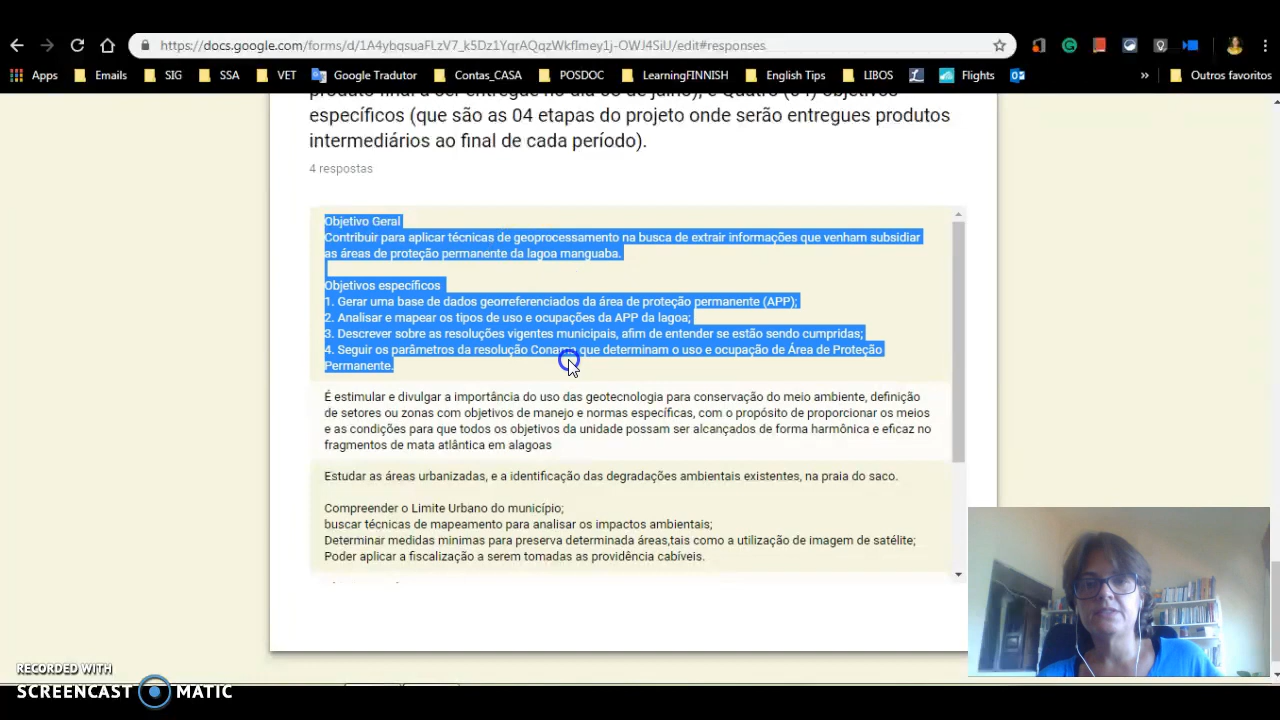 https://docs.google.com/forms/d/1A4ybqsuaFLzV7_k5Dz1YqrAQqzWkfImey1j-OWJ4SiU/edit#responses
Apps Emails SIG SSA VET Google Tradutor Contas_CASA POSDOC LearningFINNISH English Tips LIBOS Flights » Outros favoritos
específicos (que são as 04 etapas do projeto onde serão entregues produtos
intermediários ao final de cada período).
4 respostas
Objetivo Geral
Contribuir para aplicar técnicas de geoprocessamento na busca de extrair informações que venham subsidiar
as áreas de proteção permanente da lagoa manguaba.
Objetivos específicos
1. Gerar uma base de dados georreferenciados da área de proteção permanente (APP);
2. Analisar e mapear os tipos de uso e ocupações da APP da lagoa;
3. Descrever sobre as resoluções vigentes municipais, afim de entender se estão sendo cumpridas;
4. Seguir os parâmetros da resolução Conama que determinam o uso e ocupação de Área de Proteção
Permanente.
É estimular e divulgar a importância do uso das geotecnologia para conservação do meio ambiente, definição
de setores ou zonas com objetivos de manejo e normas específicas, com o propósito de proporcionar os meios
e as condições para que todos os objetivos da unidade possam ser alcançados de forma harmônica e eficaz no
fragmentos de mata atlântica em alagoas
Estudar as áreas urbanizadas, e a identificação das degradações ambientais existentes, na praia do saco.
Compreender o Limite Urbano do município;
buscar técnicas de mapeamento para analisar os impactos ambientais;
Determinar medidas minimas para preserva determinada áreas,tais como a utilização de imagem de satélite;
Poder aplicar a fiscalização a serem tomadas as providência cabíveis.
RECORDED WITH
SCREENCAST MATIC